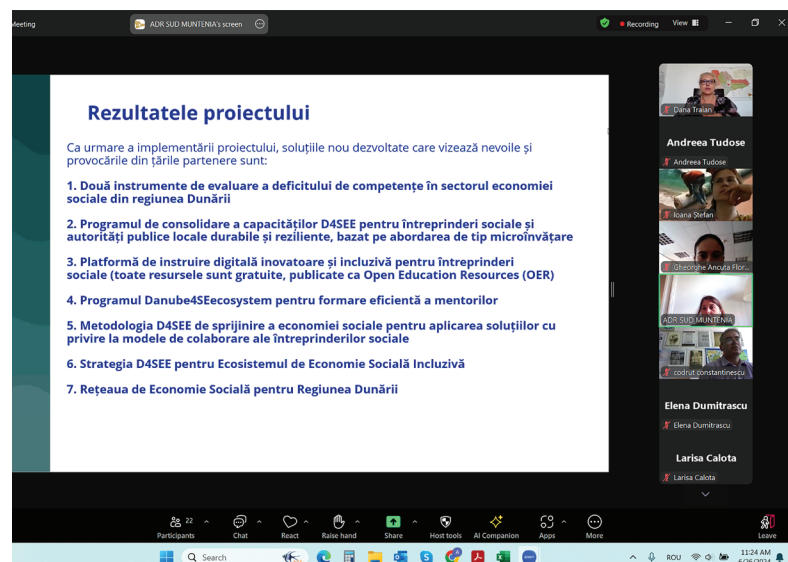 Meeting
ADR SUD MUNTENIA's screen
Recording
View
Rezultatele proiectului
Ca urmare a implementării proiectului, soluțiile nou dezvoltate care vizează nevoile și
provocările din țările partenere sunt:
1. Două instrumente de evaluare a deficitului de competențe în sectorul economiei
sociale din regiunea Dunării
2. Programul de consolidare a capacităților D4SEE pentru întreprinderi sociale și
autorități publice locale durabile și reziliente, bazat pe abordarea de tip microînvățare
3. Platformă de instruire digitală inovatoare și incluzivă pentru întreprinderi
sociale (toate resursele sunt gratuite, publicate ca Open Education Resources (OER)
4. Programul Danube4SEecosystem pentru formare eficientă a mentorilor
5. Metodologia D4SEE de sprijinire a economiei sociale pentru aplicarea soluțiilor cu
privire la modele de colaborare ale întreprinderilor sociale
6. Strategia D4SEE pentru Ecosistemul de Economie Socială Incluzivă
7. Rețeaua de Economie Socială pentru Regiunea Dunării
Dana Traian
Andreea Tudose
Andreea Tudose
Ioana Ștefan
Gheorghe Ancuta Flor...
ADR SUD MUNTENIA
codrut constantinescu
Elena Dumitrascu
Elena Dumitrascu
Larisa Calota
Larisa Calota
22
Participants
Chat
React
Raise hand
Share
Host tools
AI Companion
Apps
More
Leave
Search
ROU
11:24 AM
6/26/2024